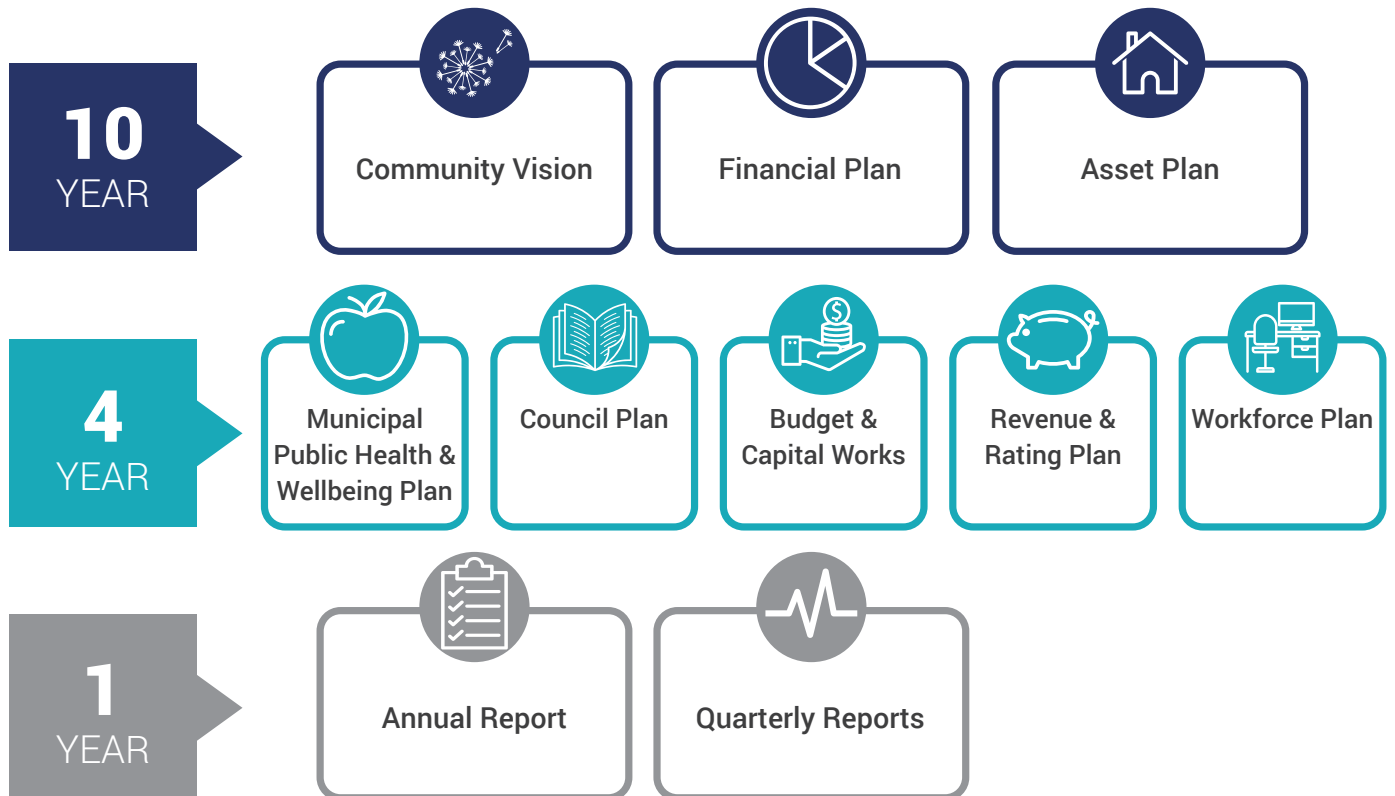 10
YEAR
Community Vision
Financial Plan
Asset Plan
4
YEAR
Municipal
Public Health &
Wellbeing Plan
Council Plan
Budget &
Capital Works
Revenue &
Rating Plan
Workforce Plan
1
YEAR
Annual Report
Quarterly Reports